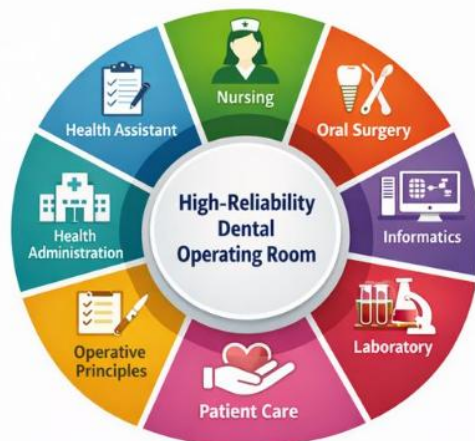 Nursing
Oral Surgery
Informatics
Laboratory
Patient Care
Operative
Principles
Health
Administration
Health Assistant
High-Reliability
Dental
Operating Room